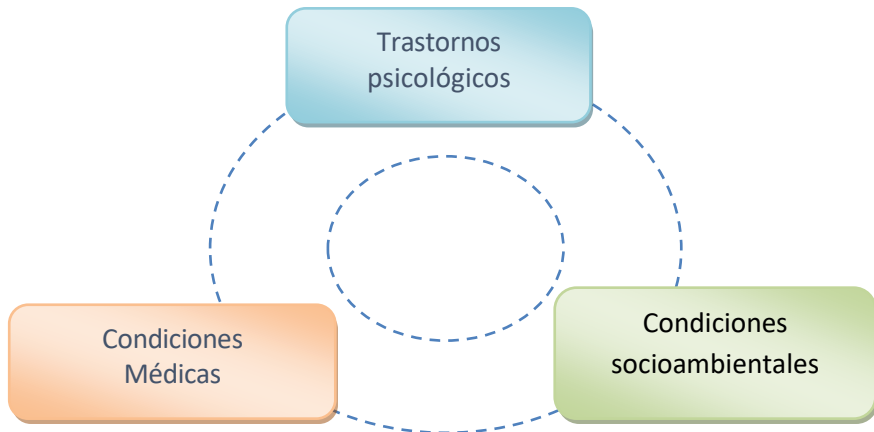 Trastornos
psicológicos
Condiciones
Médicas
Condiciones
socioambientales